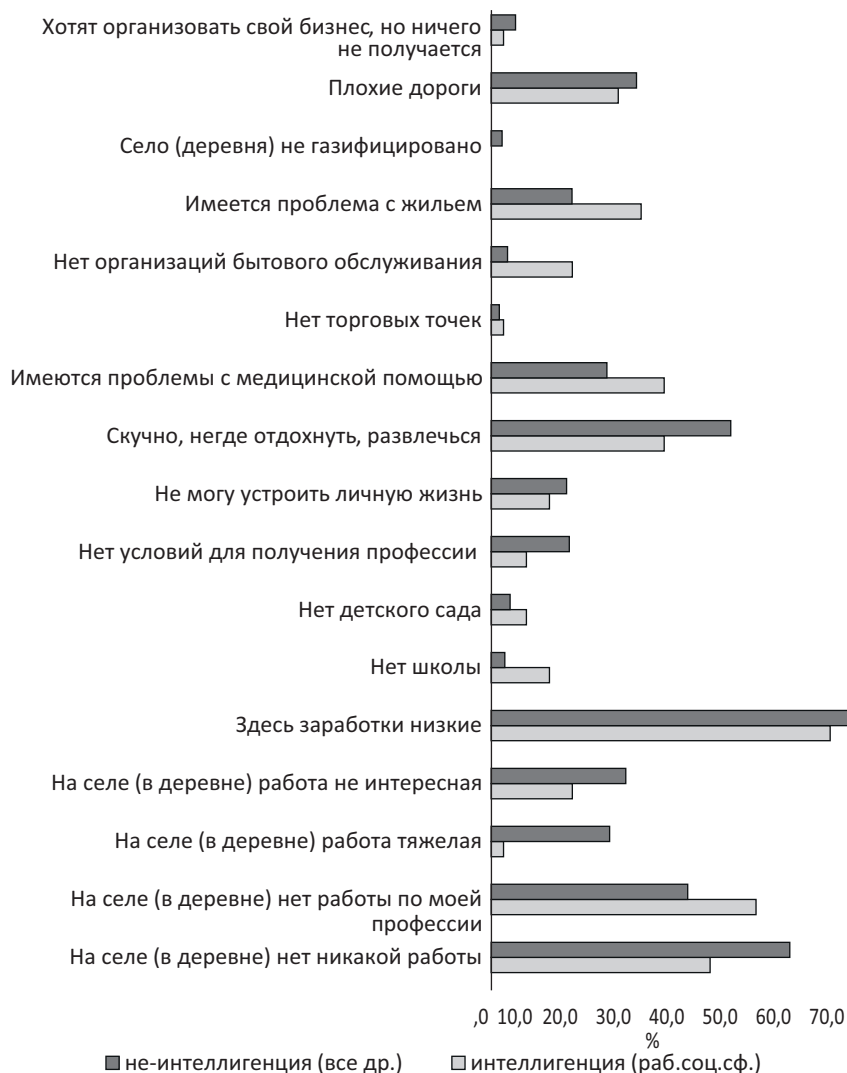 Хотят организовать свой бизнес, но ничего
не получается
Плохие дороги
Село (деревня) не газифицировано
Имеется проблема с жильем
Нет организаций бытового обслуживания
Нет торговых точек
Имеются проблемы с медицинской помощью
Скучно, негде отдохнуть, развлечься
Не могу устроить личную жизнь
Нет условий для получения профессии
Нет детского сада
Нет школы
Здесь заработки низкие
На селе (в деревне) работа не интересная
На селе (в деревне) работа тяжелая
На селе (в деревне) нет работы по моей
профессии
На селе (в деревне) нет никакой работы
,0 10,0 20,0 30,0 40,0 50,0 60,0 70,0
%
не-интеллигенция (все др.) интеллигенция (раб.соц.сф.)